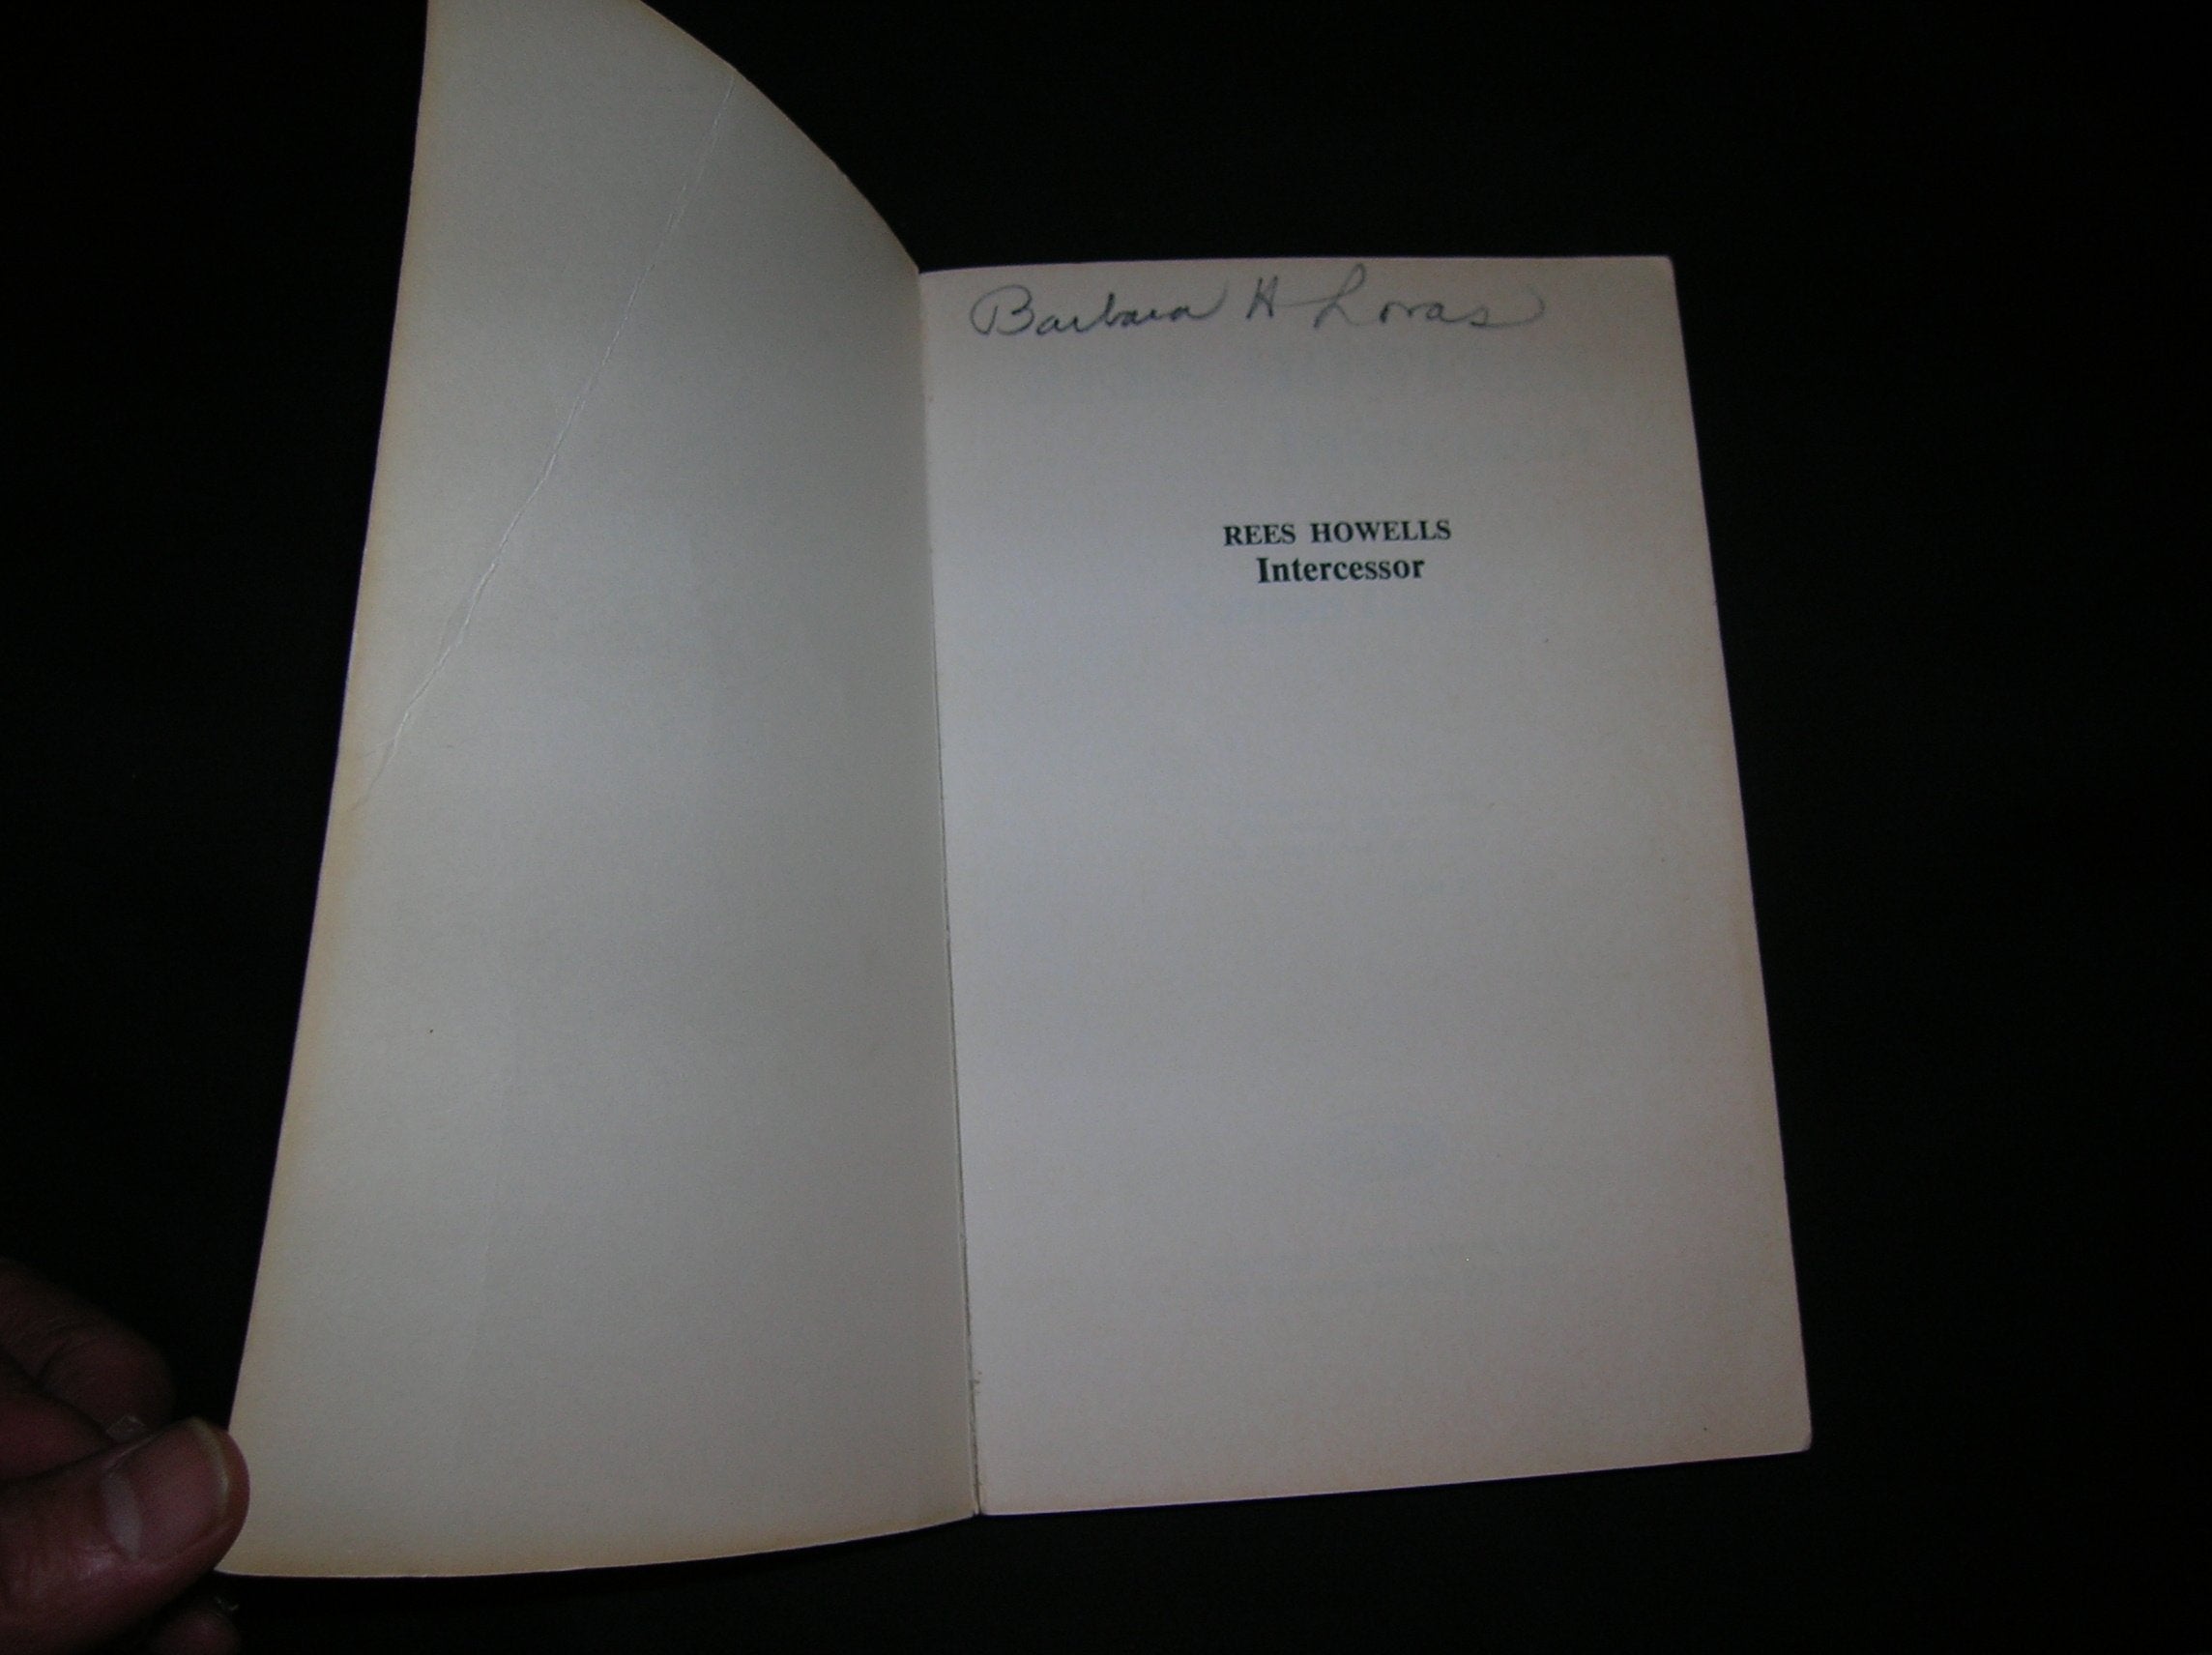 Barbara H Lovas
REES HOWELLS
Intercessor